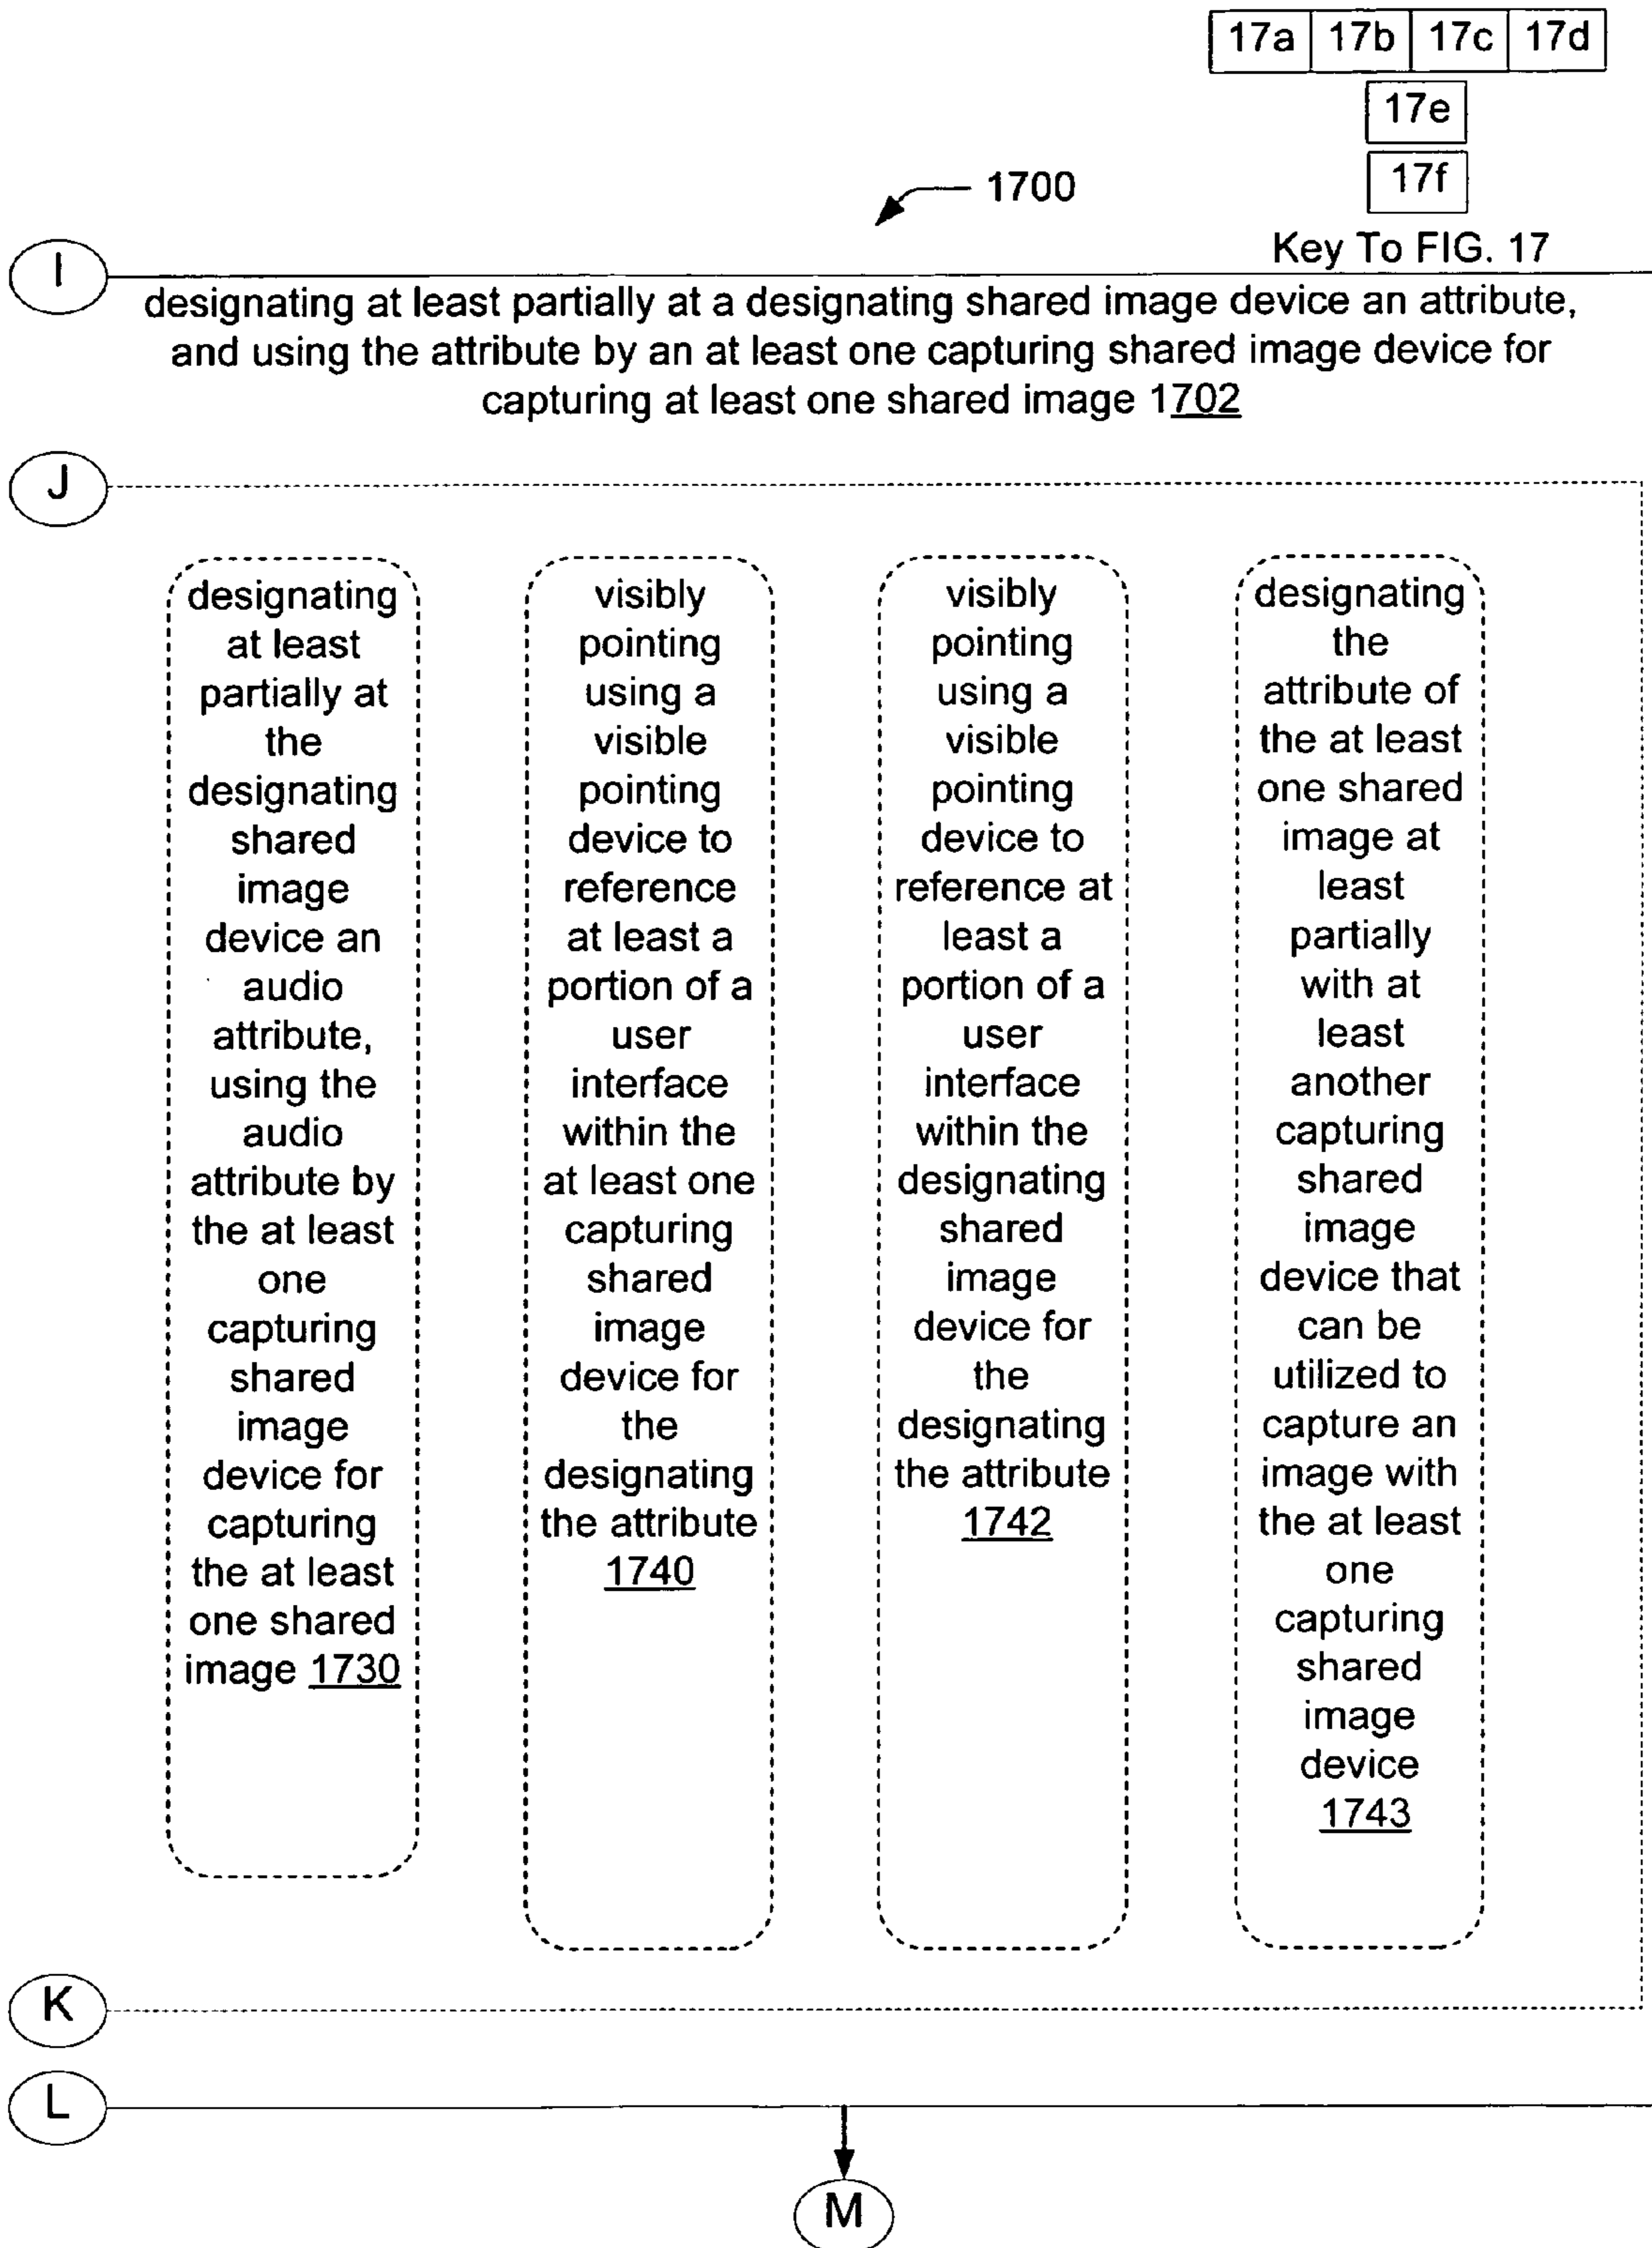 17a 17b 17c 17d
17e
17f
1700
Key To FIG. 17
I
designating at least partially at a designating shared image device an attribute,
and using the attribute by an at least one capturing shared image device for
capturing at least one shared image 1702
J
designating
at least
partially at
the
designating
shared
image
device an
audio
attribute,
using the
audio
attribute by
the at least
one
capturing
shared
image
device for
capturing
the at least
one shared
image 1730
visibly
pointing
using a
visible
pointing
device to
reference
at least a
portion of a
user
interface
within the
at least one
capturing
shared
image
device for
the
designating
the attribute
1740
visibly
pointing
using a
visible
pointing
device to
reference at
least a
portion of a
user
interface
within the
designating
shared
image
device for
the
designating
the attribute
1742
designating
the
attribute of
the at least
one shared
image at
least
partially
with at
least
another
capturing
shared
image
device that
can be
utilized to
capture an
image with
the at least
one
capturing
shared
image
device
1743
K
L
M